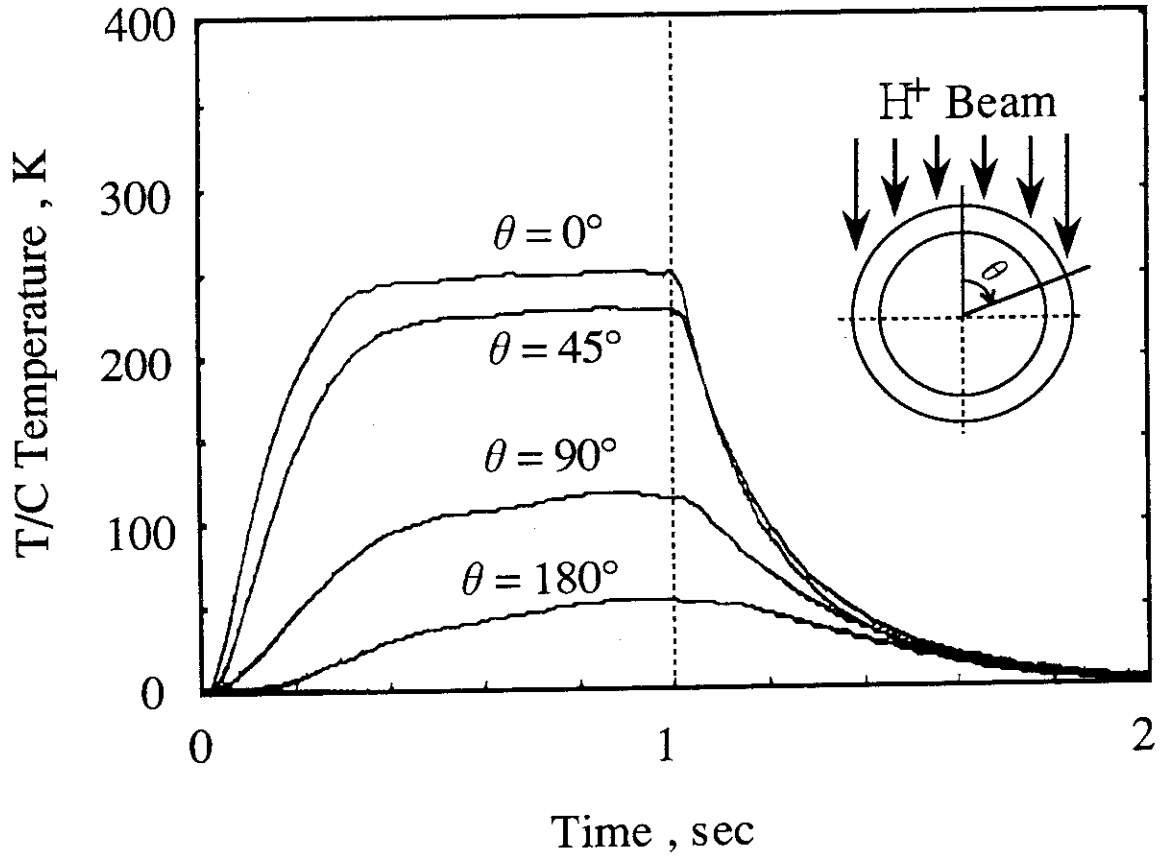 400
300
200
100
0
T/C Temperature , K
0
1
2
Time , sec
θ = 0°
θ = 45°
θ = 90°
θ = 180°
H+ Beam
θ